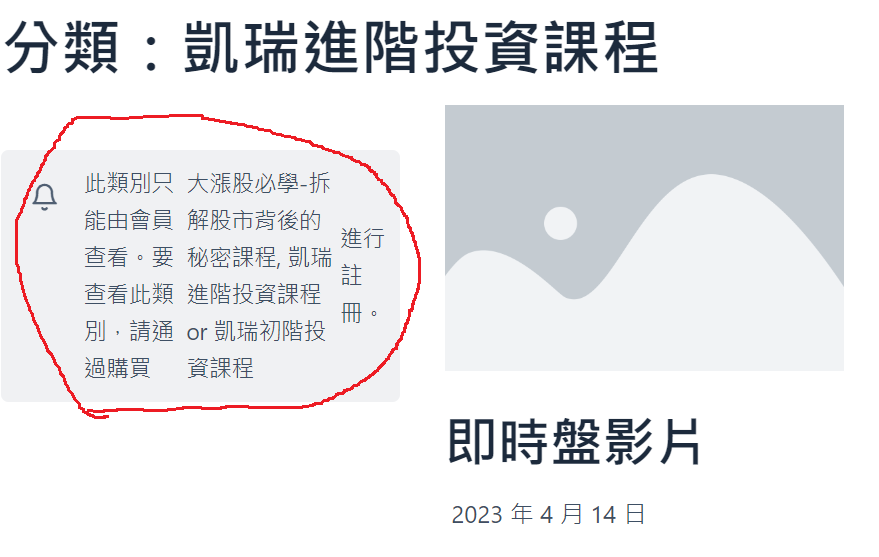 分類：凱瑞進階投資課程
此類別只
能由會員
查看。要
查看此類
別，請通
過購買
大漲股必學-拆
解股市背後的
秘密課程, 凱瑞
進階投資課程
or 凱瑞初階投
資課程
進行
註
冊。
即時盤影片
2023 年 4 月 14 日